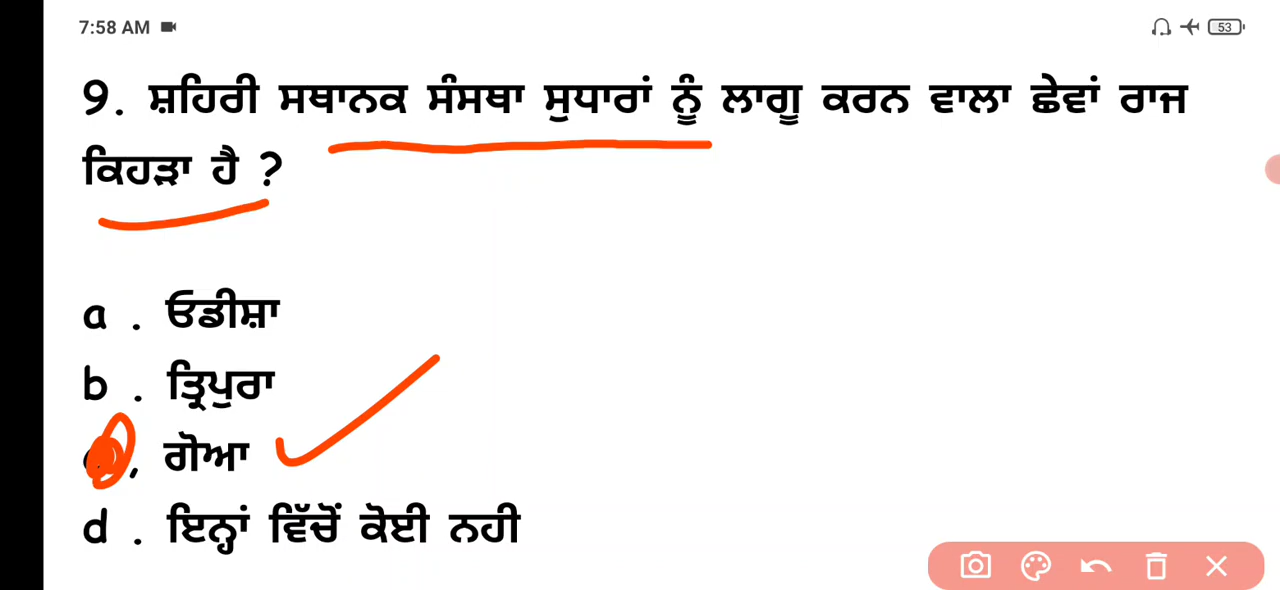 7:58 AM
53
9. ਸ਼ਹਿਰੀ ਸਥਾਨਕ ਸੰਸਥਾ ਸੁਧਾਰਾਂ ਨੂੰ ਲਾਗੂ ਕਰਨ ਵਾਲਾ ਛੇਵਾਂ ਰਾਜ
ਕਿਹੜਾ ਹੈ ?
a . ਓਡੀਸ਼ਾ
b . ਤ੍ਰਿਪੁਰਾ
, ਗੋਆ
d . ਇਨ੍ਹਾਂ ਵਿੱਚੋਂ ਕੋਈ ਨਹੀ